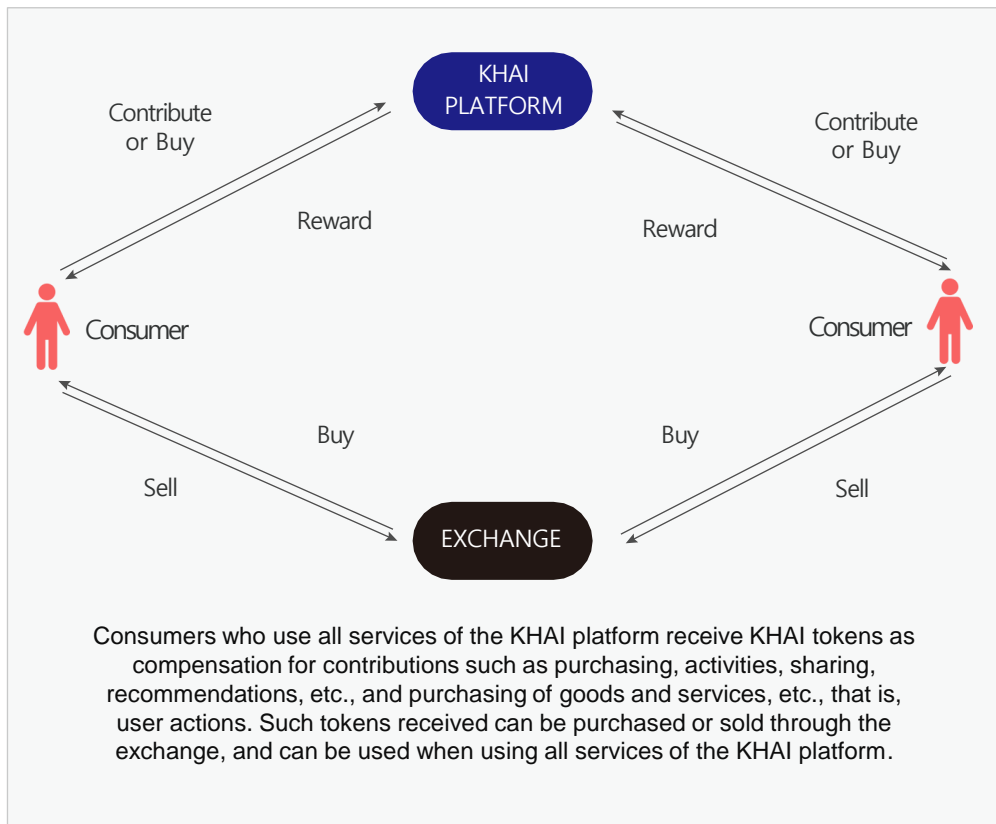 KHAI
PLATFORM
Contribute
or Buy
Contribute
or Buy
Reward
Reward
Consumer
Consumer
Buy
Buy
Sell
Sell
EXCHANGE
Consumers who use all services of the KHAI platform receive KHAI tokens as
compensation for contributions such as purchasing, activities, sharing,
recommendations, etc., and purchasing of goods and services, etc., that is,
user actions. Such tokens received can be purchased or sold through the
exchange, and can be used when using all services of the KHAI platform.